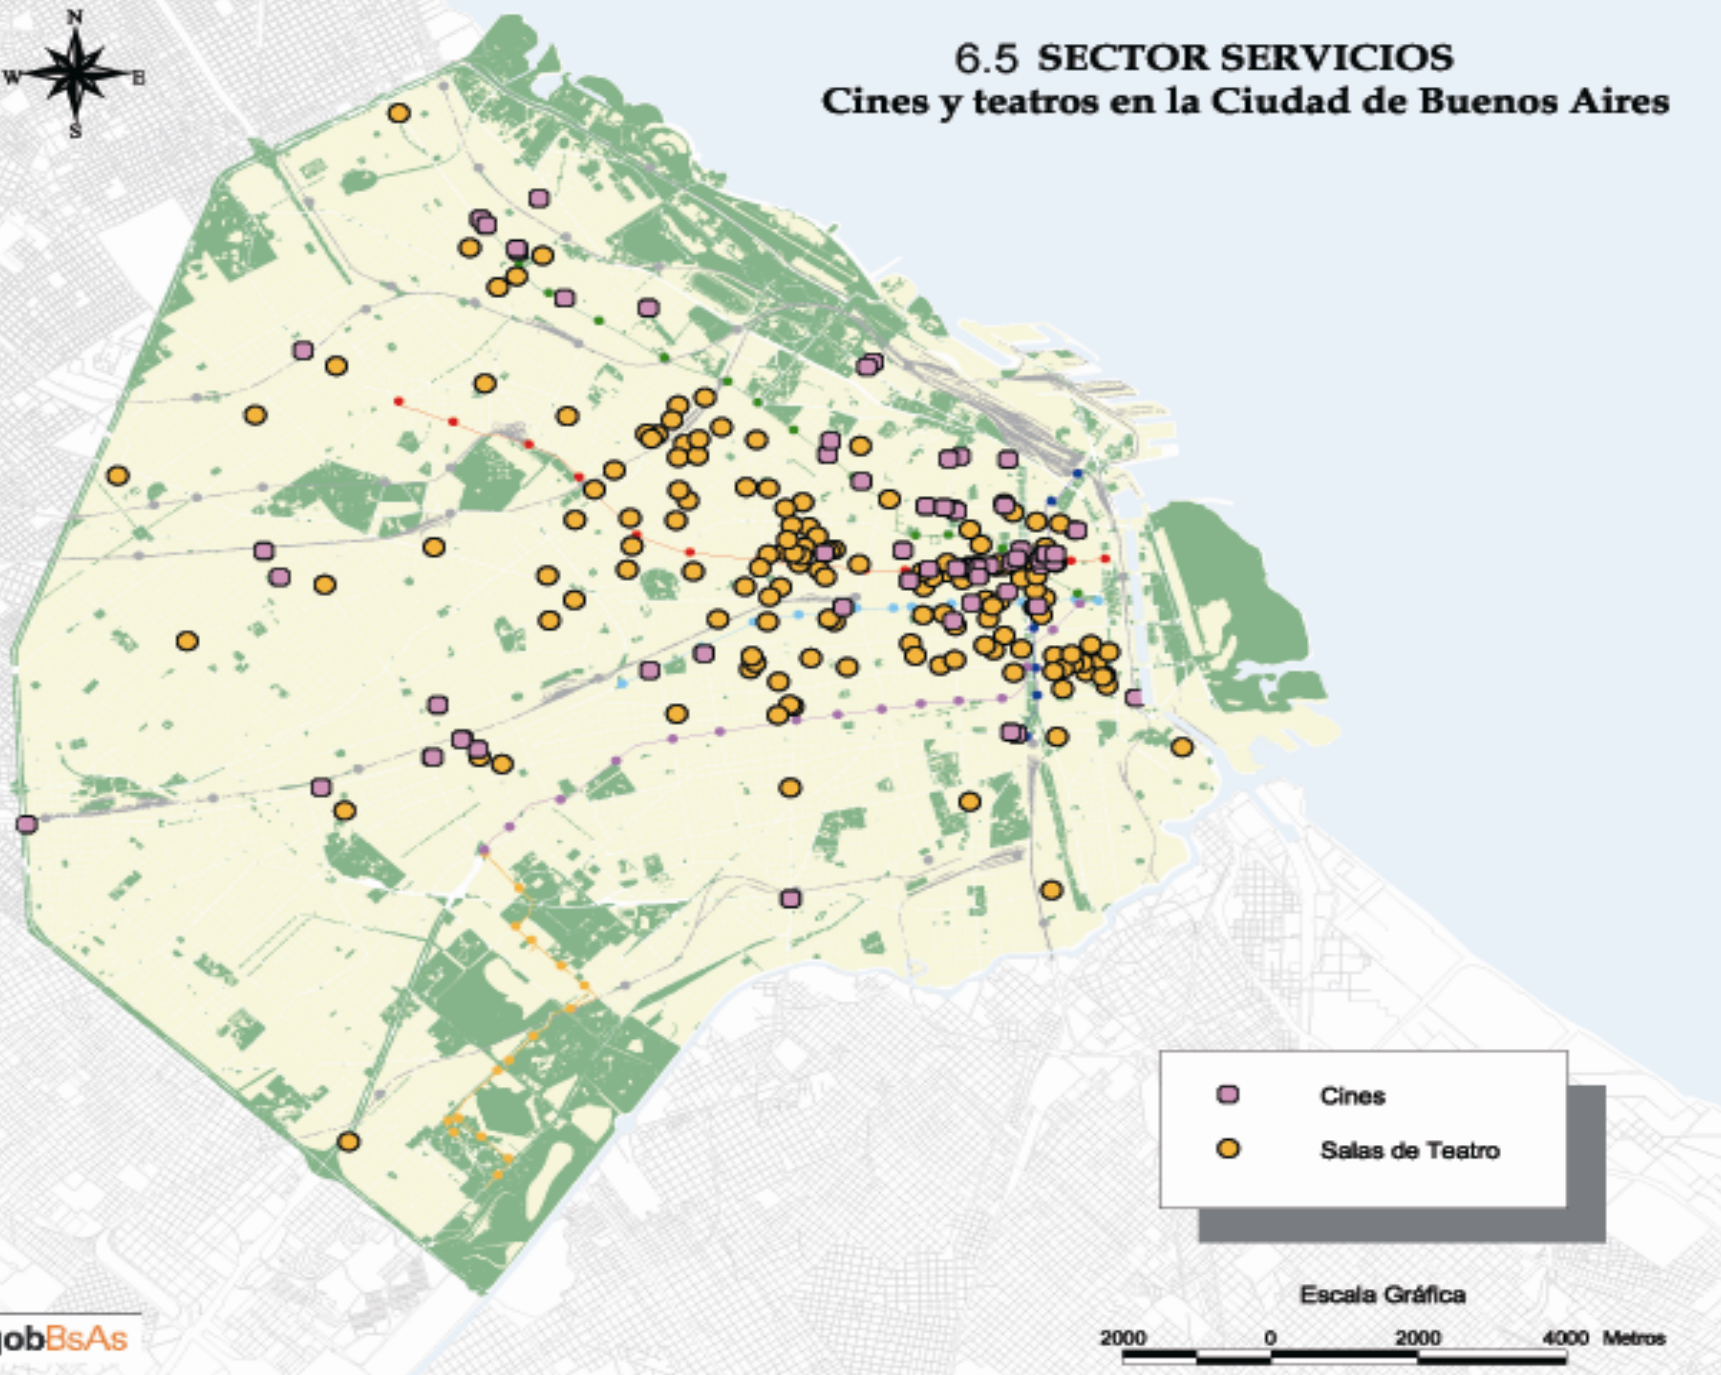 N
W E
S
6.5 SECTOR SERVICIOS
Cines y teatros en la Ciudad de Buenos Aires
Cines
Salas de Teatro
Escala Gráfica
2000 0 2000 4000 Metros
gobBsAs